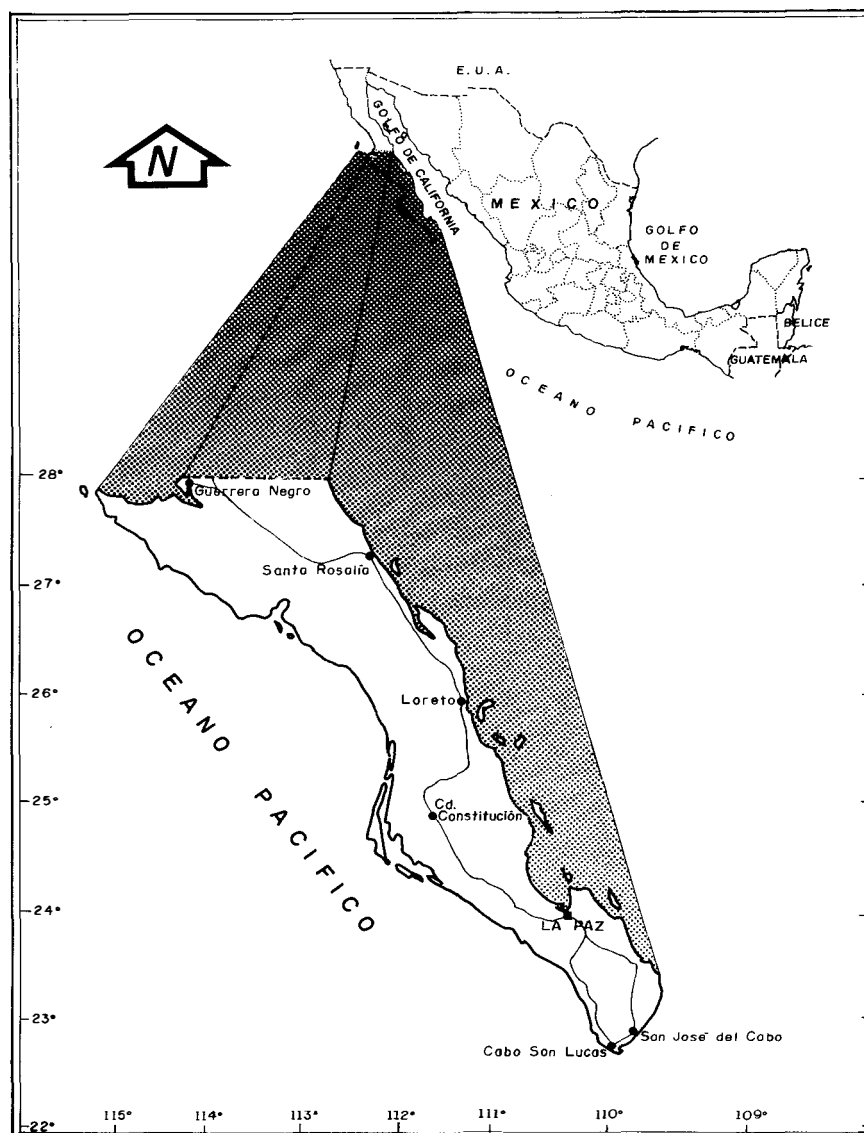 E.U.A.
N
GOLFO DE CALIFORNIA
MEXICO
GOLFO
DE
MEXICO
BELICE
GUATEMALA
OCEANO PACIFICO
28°
Guerrera Negro
Santa Rosalía
27°
OCEANO PACIFICO
26°
Loreto
25°
Cd.
Constitución
24°
LA PAZ
23°
San José del Cabo
Cabo San Lucas
22°
115° 114° 113° 112° 111° 110° 109°